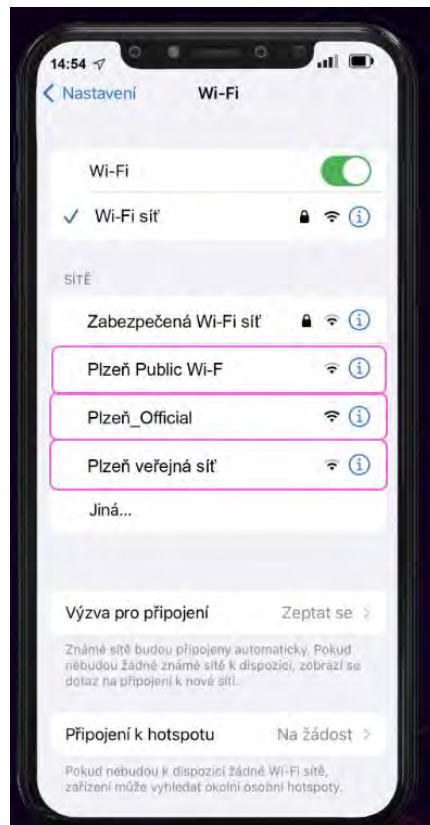 14:54
Nastavení
Wi-Fi
Wi-Fi
Wi-Fi síť
SÍTĚ
Zabezpečená Wi-Fi síť
Plzeň Public Wi-F
Plzeň_Official
Plzeň veřejná síť
Jiná...
Výzva pro připojení Zeptat se
Známé sítě budou připojeny automaticky. Pokud
nebudou žádné známé sítě k dispozici, zobrazí se
dotaz na připojení k nové síti.
Připojení k hotspotu Na žádost
Pokud nebudou k dispozici žádné Wi-Fi sítě,
zařízení může vyhledat okolní osobní hotspoty.